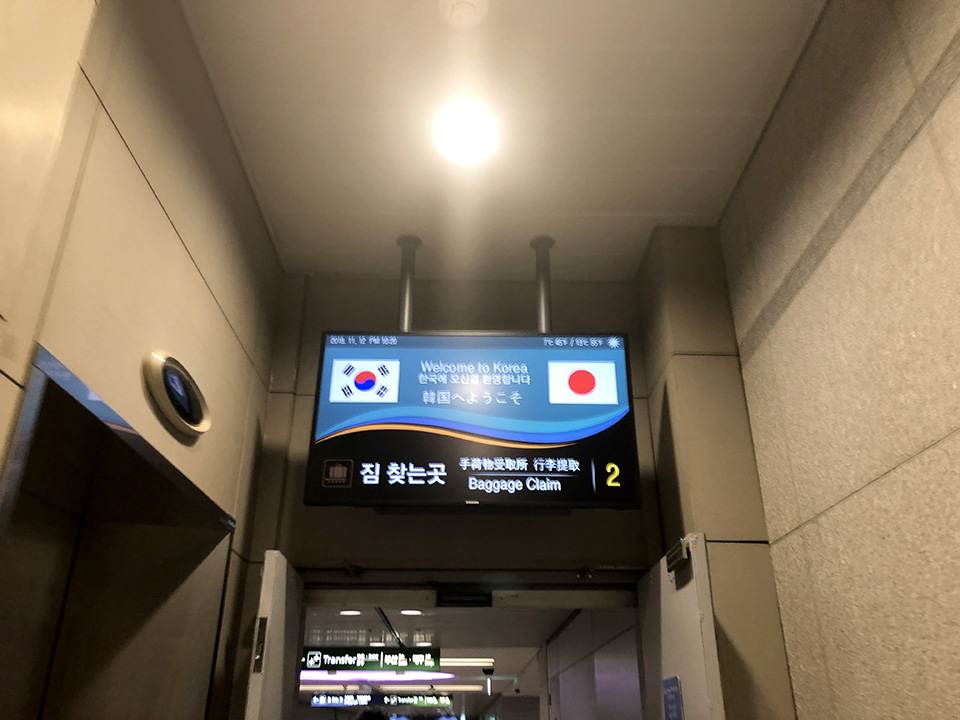 Welcome to Korea
한국에 오신걸 환영합니다
韓国へようこそ
짐 찾는곳
手荷物受取所 行李提取
Baggage Claim
2
Transfer